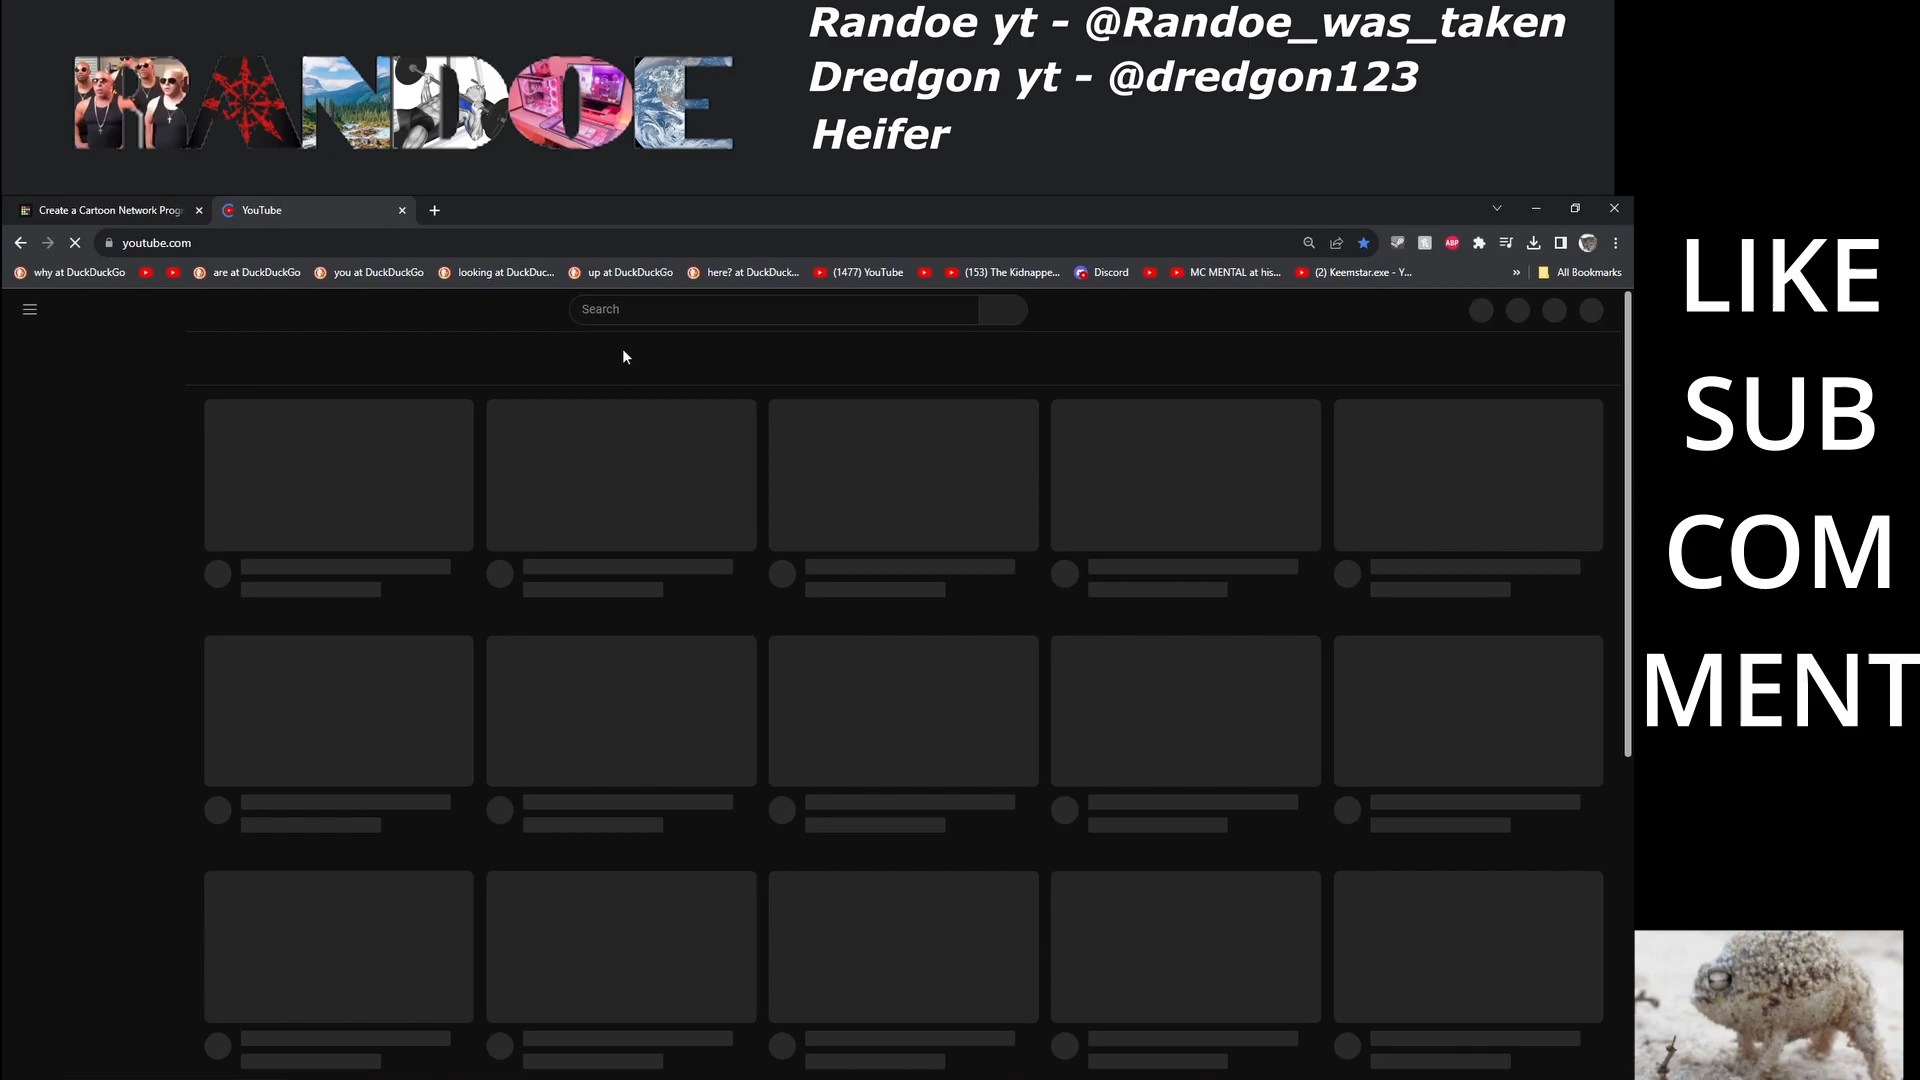 RANDOE
Randoe yt - @Randoe_was_taken
Dredgon yt - @dredgon123
Heifer
Create a Cartoon Network Progr
YouTube
youtube.com
ABP
why at DuckDuckGo
are at DuckDuckGo
you at DuckDuckGo
looking at DuckDuc...
up at DuckDuckGo
here? at DuckDuck...
(1477) YouTube
(153) The Kidnappe...
Discord
MC MENTAL at his...
(2) Keemstar.exe - Y...
»
All Bookmarks
Search
LIKE
SUB
COM
MENT